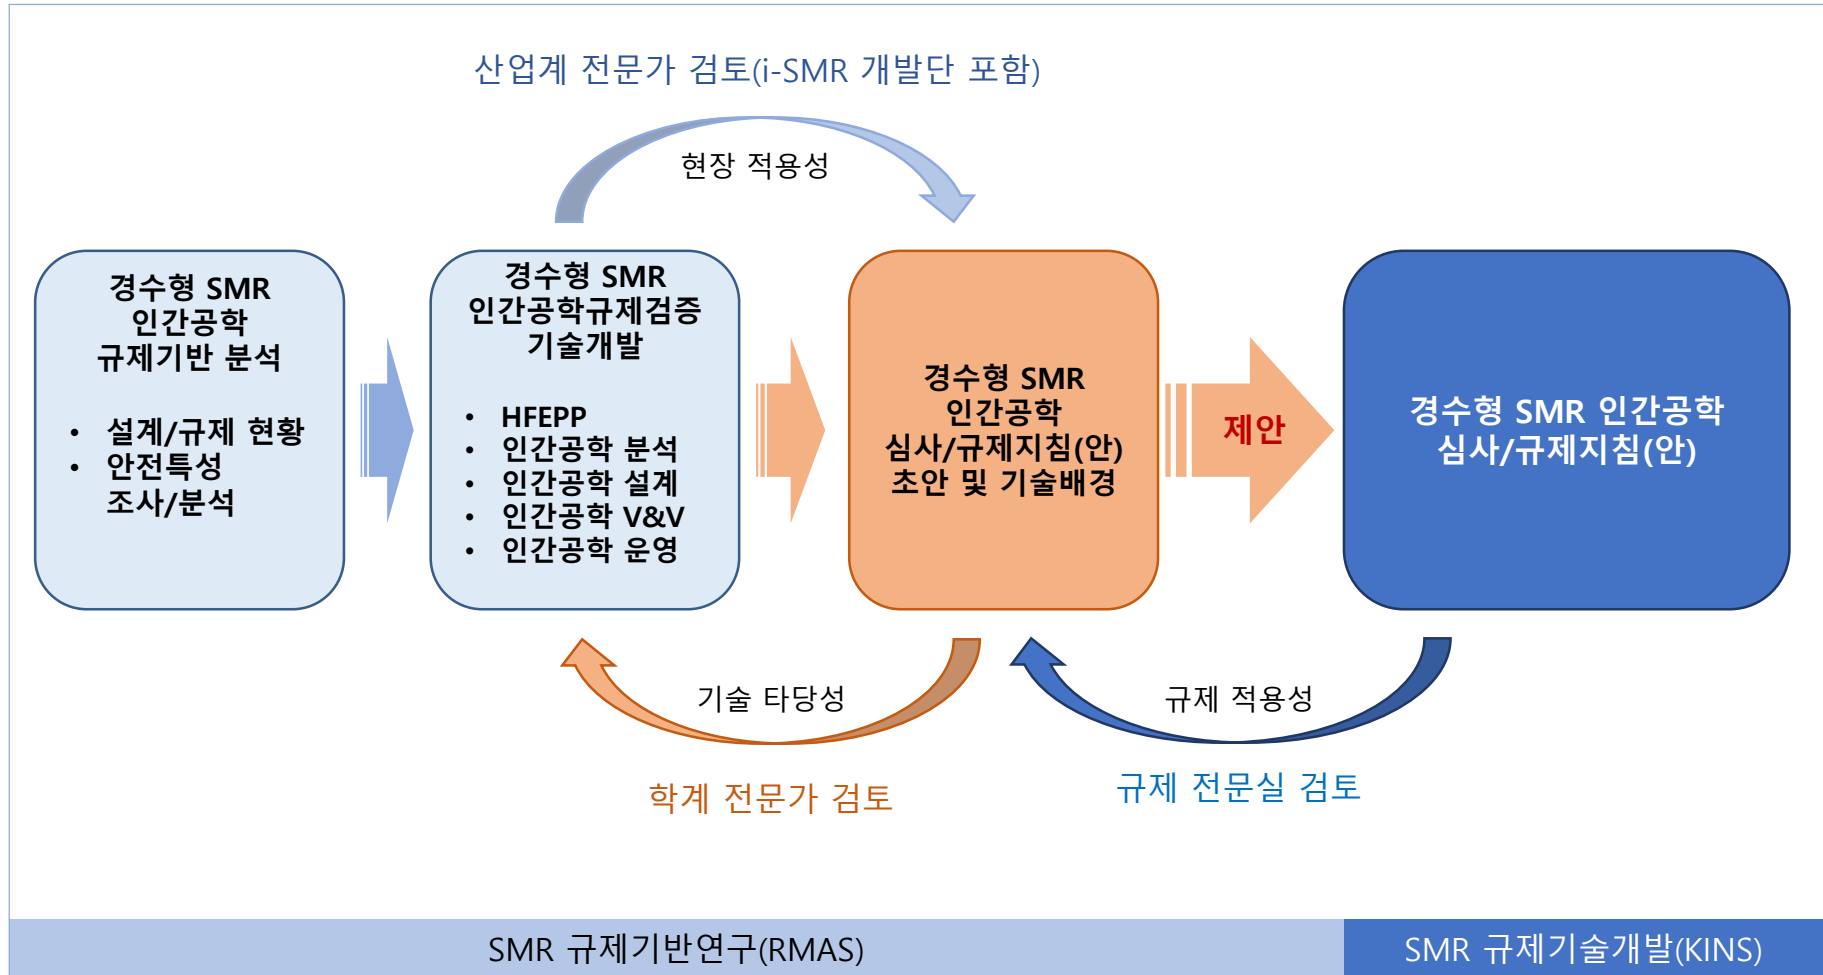 산업계 전문가 검토(i-SMR 개발단 포함)
현장 적용성
경수형 SMR
인간공학
규제기반 분석
• 설계/규제 현황
• 안전특성
조사/분석
경수형 SMR
인간공학규제검증
기술개발
• HFEPP
• 인간공학 분석
• 인간공학 설계
• 인간공학 V&V
• 인간공학 운영
경수형 SMR
인간공학
심사/규제지침(안)
초안 및 기술배경
제안
경수형 SMR 인간공학
심사/규제지침(안)
기술 타당성
규제 적용성
학계 전문가 검토
규제 전문실 검토
SMR 규제기반연구(RMAS)
SMR 규제기술개발(KINS)